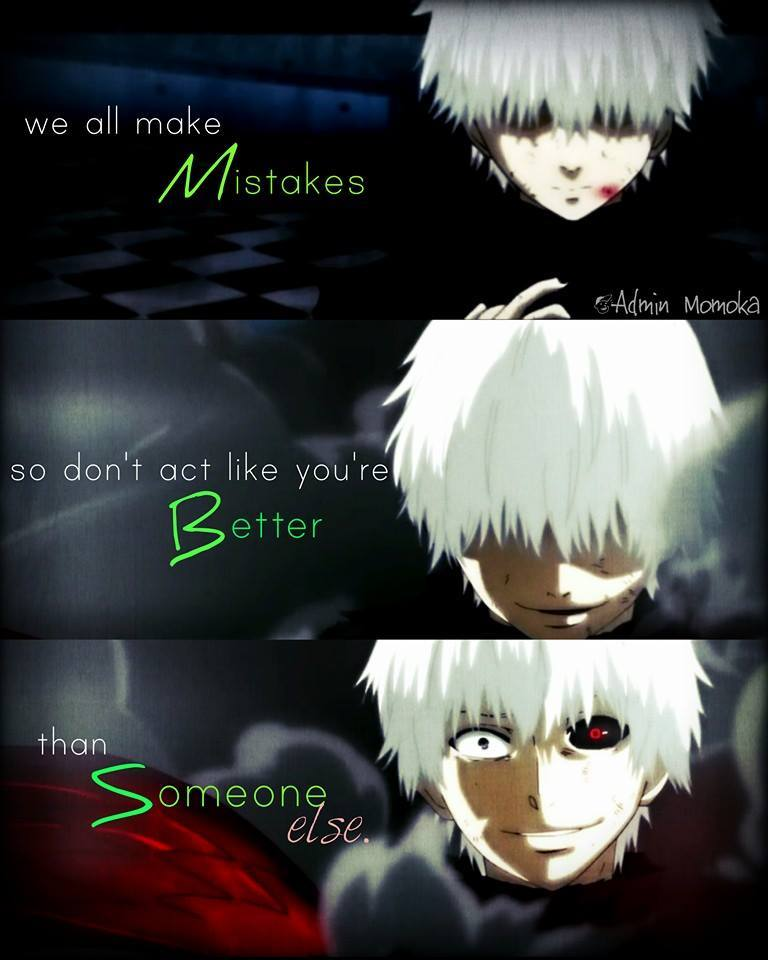 we all make
Mistakes
©Admin Momoka
so don't act like you're
Better
than
Someone
else.